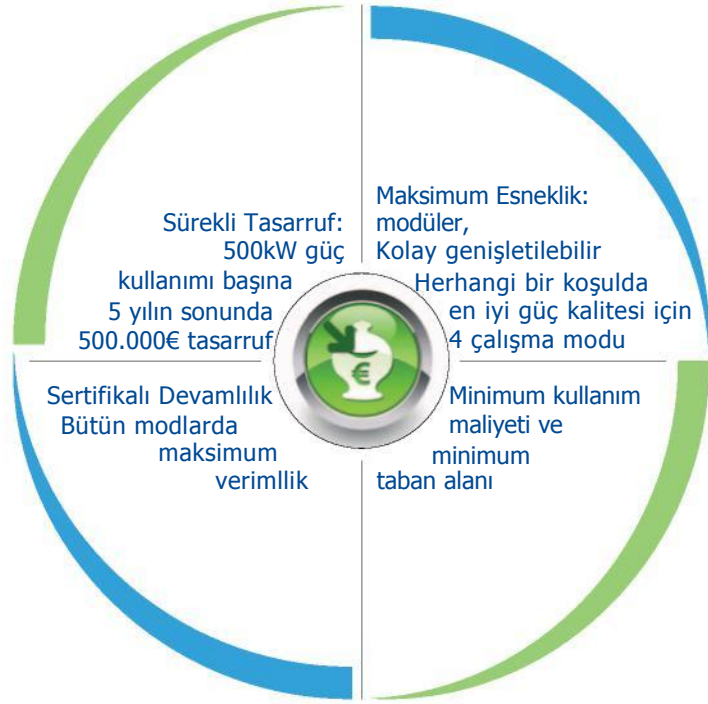 Sürekli Tasarruf:
500kW güç
kullanımı başına
5 yılın sonunda
500.000€ tasarruf
Maksimum Esneklik:
modüler,
Kolay genişletilebilir
Herhangi bir koşulda
en iyi güç kalitesi için
4 çalışma modu
€
Sertifikalı Devamlılık
Bütün modlarda
maksimum
verimllik
Minimum kullanım
maliyeti ve
minimum
taban alanı